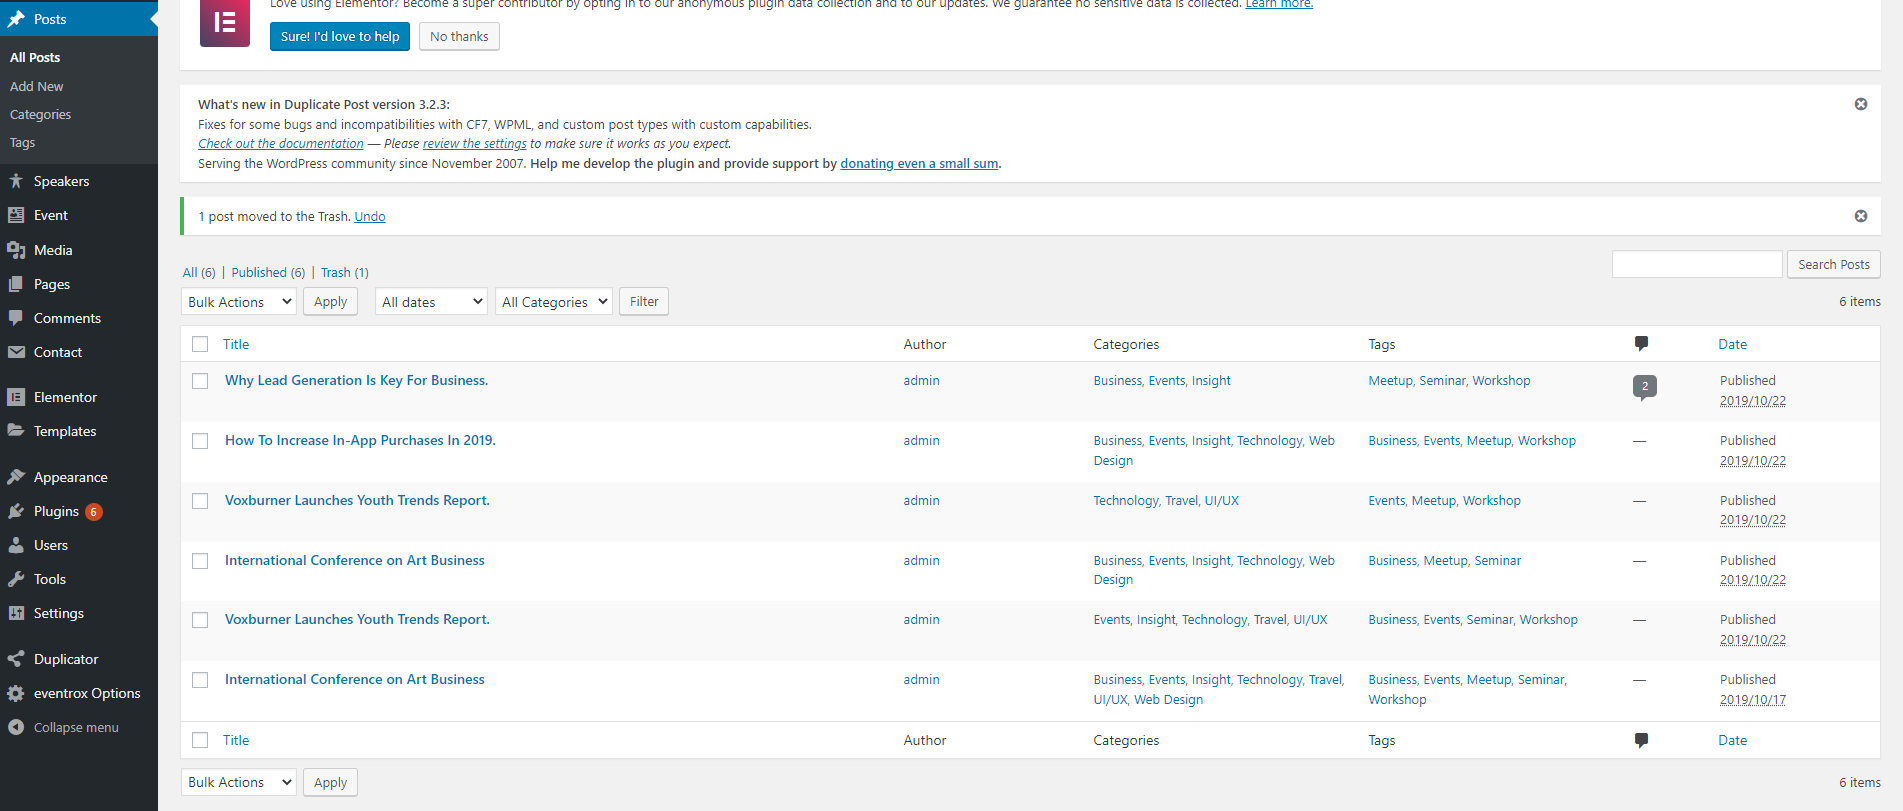 Posts
All Posts
Add New
Categories
Tags
Speakers
Event
Media
Pages
Comments
Contact
Elementor
Templates
Appearance
Plugins 6
Users
Tools
Settings
Duplicator
eventrox Options
Collapse menu
Love using Elementor? Become a super contributor by opting in to our anonymous plugin data collection and to our updates. We guarantee no sensitive data is collected. Learn more.
Sure! I'd love to help No thanks
What's new in Duplicate Post version 3.2.3:
Fixes for some bugs and incompatibilities with CF7, WPML, and custom post types with custom capabilities.
Check out the documentation — Please review the settings to make sure it works as you expect.
Serving the WordPress community since November 2007. Help me develop the plugin and provide support by donating even a small sum.
1 post moved to the Trash. Undo
All (6) | Published (6) | Trash (1)
Search Posts
Bulk Actions Apply All dates All Categories Filter 6 items
Title Author Categories Tags Date
Why Lead Generation Is Key For Business. admin Business, Events, Insight Meetup, Seminar, Workshop 2 Published
2019/10/22
How To Increase In-App Purchases In 2019. admin Business, Events, Insight, Technology, Web Business, Events, Meetup, Workshop — Published
Design 2019/10/22
Voxburner Launches Youth Trends Report. admin Technology, Travel, UI/UX Events, Meetup, Workshop — Published
2019/10/22
International Conference on Art Business admin Business, Events, Insight, Technology, Web Business, Meetup, Seminar — Published
Design 2019/10/22
Voxburner Launches Youth Trends Report. admin Events, Insight, Technology, Travel, UI/UX Business, Events, Seminar, Workshop — Published
2019/10/22
International Conference on Art Business admin Business, Events, Insight, Technology, Travel, Business, Events, Meetup, Seminar, — Published
UI/UX, Web Design Workshop 2019/10/17
Title Author Categories Tags Date
Bulk Actions Apply 6 items